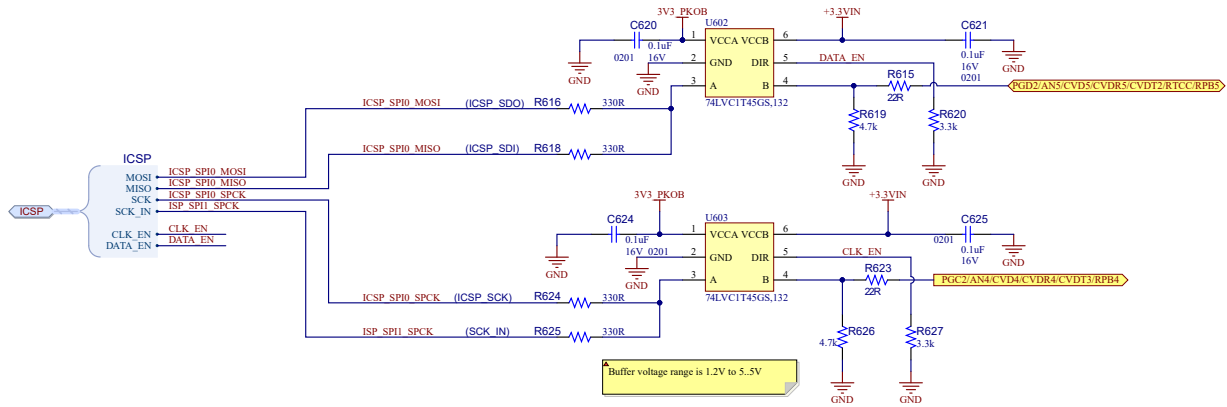 3V3_PKOB
U602
+3.3VIN
C620
0.1uF
16V
0201
1
VCCA VCCB
6
2
GND
DIR
5
DATA_EN
3
A
B
4
74LVC1T45GS,132
GND
GND
C621
0.1uF
16V
0201
GND
R615
22R
PGD2/AN5/CVD5/CVDR5/CVDT2/RTCC/RPB5
R619
4.7k
R620
3.3k
GND
GND
ICSP_SPI0_MOSI
(ICSP_SDO)
R616
330R
ICSP_SPI0_MISO
(ICSP_SDI)
R618
330R
ICSP
ICSP
MOSI
ICSP_SPI0_MOSI
MISO
ICSP_SPI0_MISO
SCK
ICSP_SPI0_SPCK
SCK_IN
ISP_SPI1_SPCK
CLK_EN
CLK_EN
DATA_EN
DATA_EN
3V3_PKOB
U603
+3.3VIN
C624
0.1uF
16V
0201
1
VCCA VCCB
6
2
GND
DIR
5
CLK_EN
3
A
B
4
74LVC1T45GS,132
GND
GND
C625
0201
0.1uF
16V
GND
R623
22R
PGC2/AN4/CVD4/CVDR4/CVDT3/RPB4
ICSP_SPI0_SPCK
(ICSP_SCK)
R624
330R
ISP_SPI1_SPCK
(SCK_IN)
R625
330R
R626
4.7k
R627
3.3k
GND
GND
Buffer voltage range is 1.2V to 5..5V